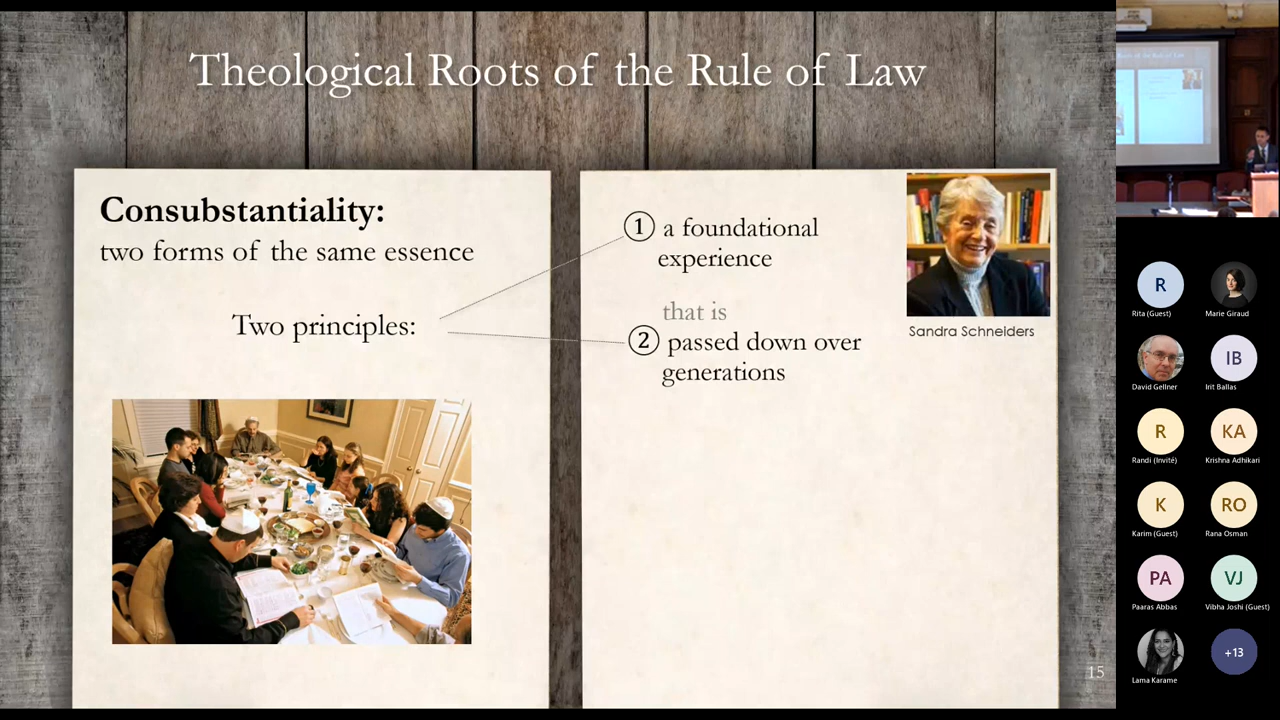 Theological Roots of the Rule of Law
Consubstantiality:
two forms of the same essence
Two principles:
1 a foundational
experience
that is
2 passed down over
generations
Sandra Schneiders
15
R
Rita (Guest)
Marie Giraud
David Gellner
IB
Irit Ballas
R
Randi (Invité)
KA
Krishna Adhikari
K
Karim (Guest)
RO
Rana Osman
PA
Paaras Abbas
VJ
Vibha Joshi (Guest)
Lama Karame
+13